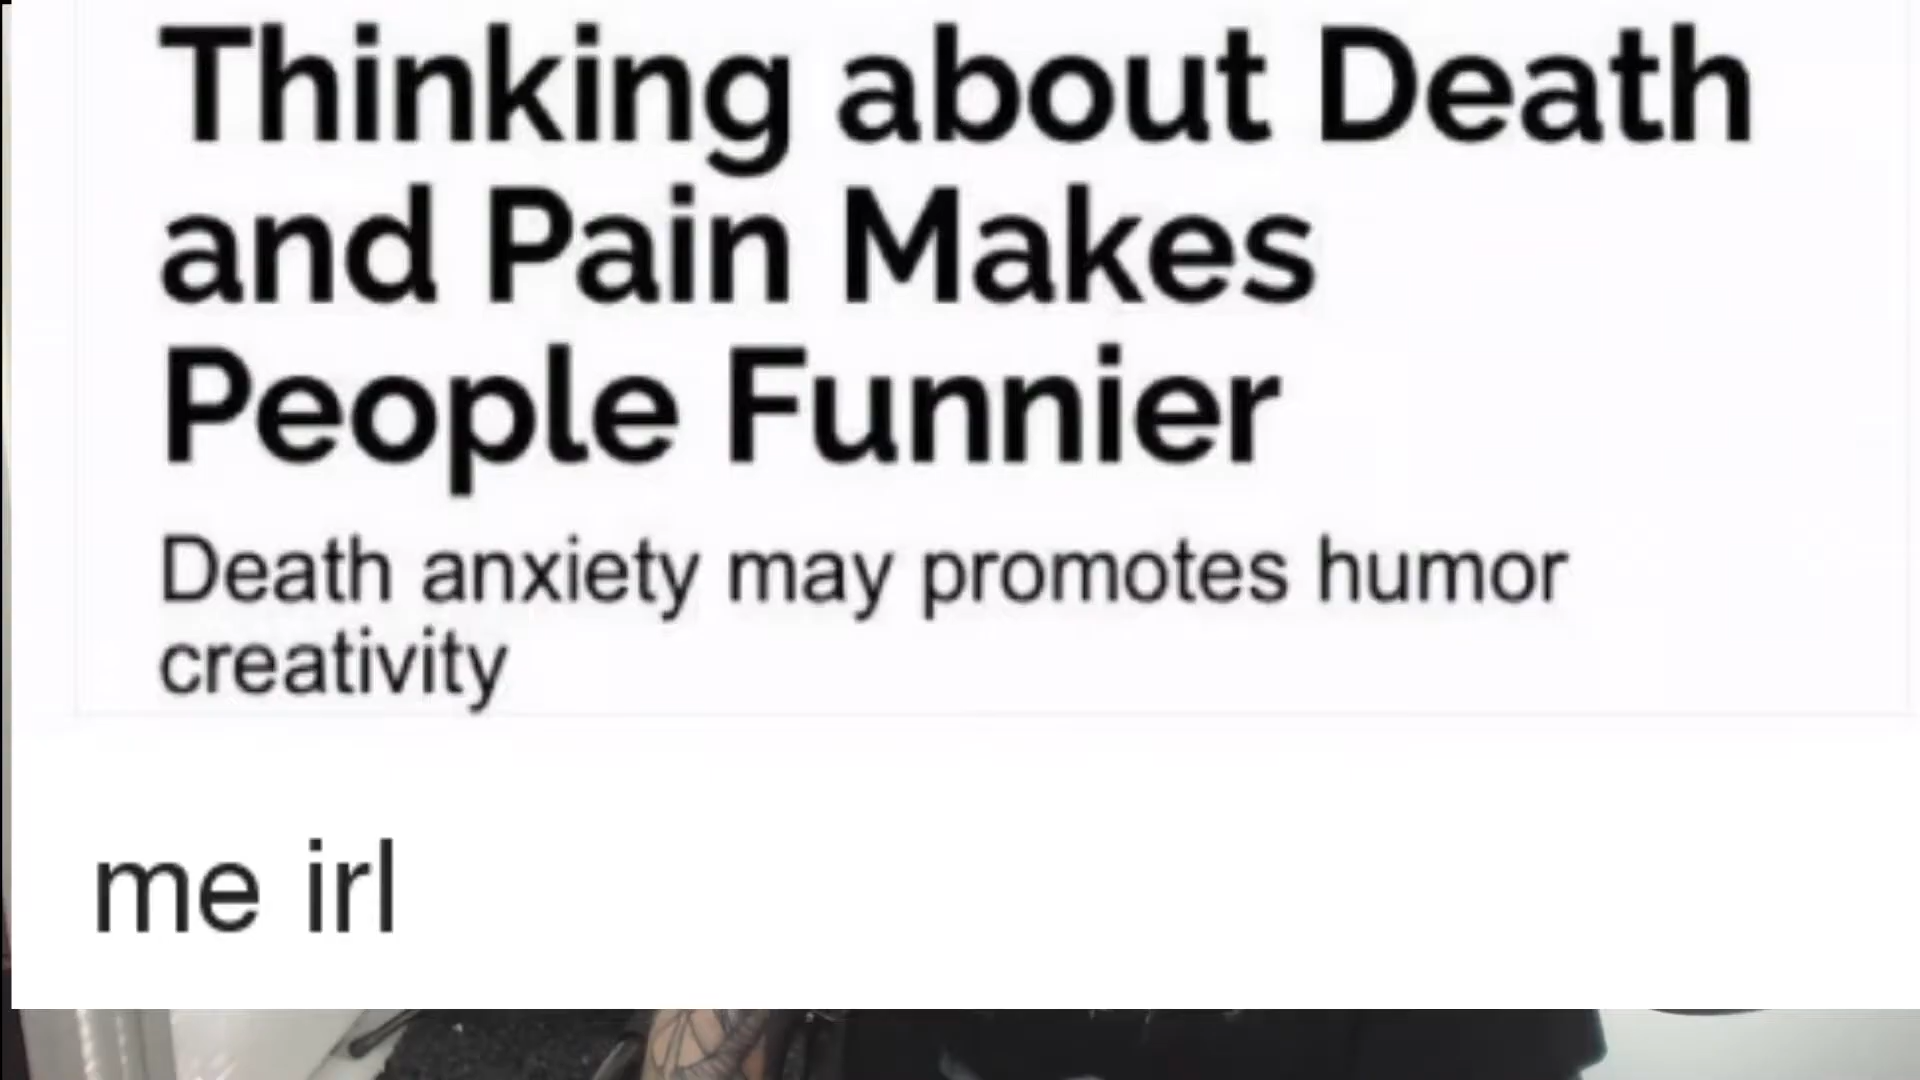 Thinking about Death
and Pain Makes
People Funnier
Death anxiety may promotes humor
creativity
me irl